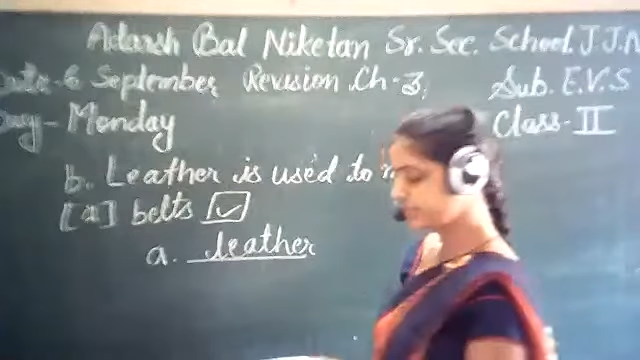 Adarsh Bal Niketan Sr. Sec. School. J.J.N
Date-6 September Revision Ch-3. Sub. E.V.S
Day-Monday Class-II
b. Leather is used to
[a] belts
a. leather